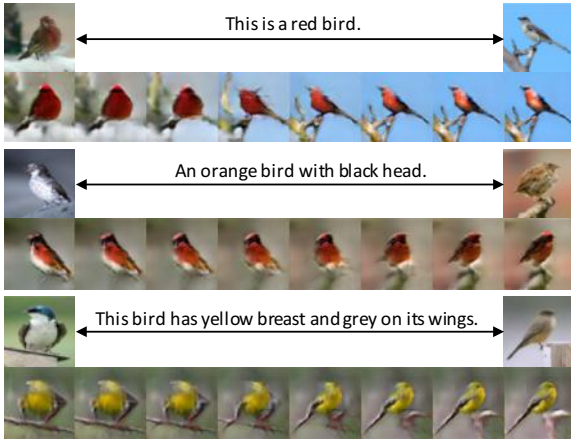 This is a red bird.
An orange bird with black head.
This bird has yellow breast and grey on its wings.